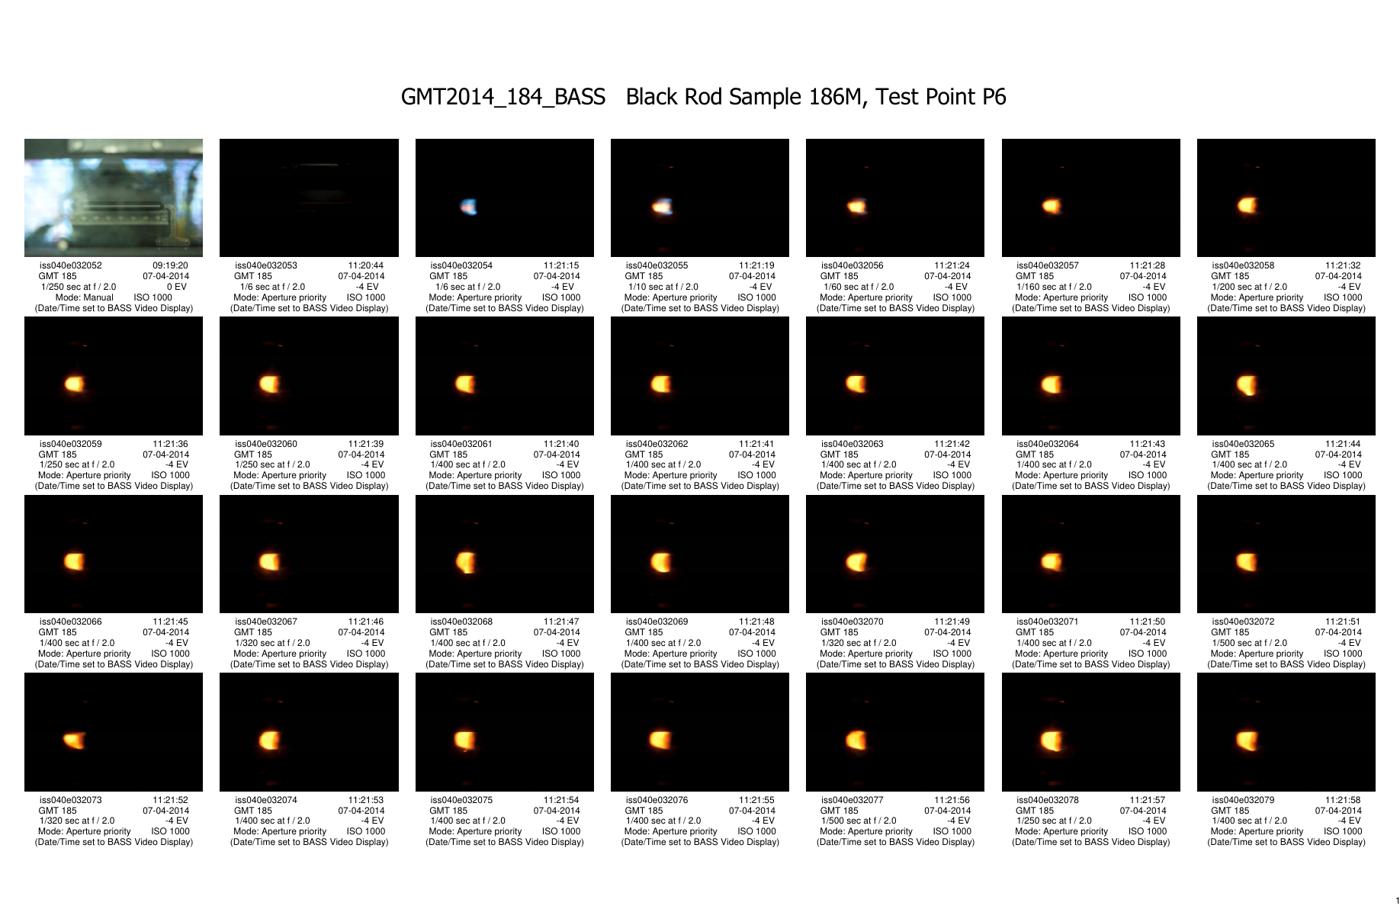 GMT2014_184_BASS Black Rod Sample 186M, Test Point P6
iss040e032052 09:19:20
GMT 185 07-04-2014
1/250 sec at f / 2.0 0 EV
Mode: Manual ISO 1000
(Date/Time set to BASS Video Display)
iss040e032053 11:20:44
GMT 185 07-04-2014
1/6 sec at f / 2.0 -4 EV
Mode: Aperture priority ISO 1000
(Date/Time set to BASS Video Display)
iss040e032054 11:21:15
GMT 185 07-04-2014
1/6 sec at f / 2.0 -4 EV
Mode: Aperture priority ISO 1000
(Date/Time set to BASS Video Display)
iss040e032055 11:21:19
GMT 185 07-04-2014
1/10 sec at f / 2.0 -4 EV
Mode: Aperture priority ISO 1000
(Date/Time set to BASS Video Display)
iss040e032056 11:21:24
GMT 185 07-04-2014
1/60 sec at f / 2.0 -4 EV
Mode: Aperture priority ISO 1000
(Date/Time set to BASS Video Display)
iss040e032057 11:21:28
GMT 185 07-04-2014
1/160 sec at f / 2.0 -4 EV
Mode: Aperture priority ISO 1000
(Date/Time set to BASS Video Display)
iss040e032058 11:21:32
GMT 185 07-04-2014
1/200 sec at f / 2.0 -4 EV
Mode: Aperture priority ISO 1000
(Date/Time set to BASS Video Display)
iss040e032059 11:21:36
GMT 185 07-04-2014
1/250 sec at f / 2.0 -4 EV
Mode: Aperture priority ISO 1000
(Date/Time set to BASS Video Display)
iss040e032060 11:21:39
GMT 185 07-04-2014
1/250 sec at f / 2.0 -4 EV
Mode: Aperture priority ISO 1000
(Date/Time set to BASS Video Display)
iss040e032061 11:21:40
GMT 185 07-04-2014
1/400 sec at f / 2.0 -4 EV
Mode: Aperture priority ISO 1000
(Date/Time set to BASS Video Display)
iss040e032062 11:21:41
GMT 185 07-04-2014
1/400 sec at f / 2.0 -4 EV
Mode: Aperture priority ISO 1000
(Date/Time set to BASS Video Display)
iss040e032063 11:21:42
GMT 185 07-04-2014
1/400 sec at f / 2.0 -4 EV
Mode: Aperture priority ISO 1000
(Date/Time set to BASS Video Display)
iss040e032064 11:21:43
GMT 185 07-04-2014
1/400 sec at f / 2.0 -4 EV
Mode: Aperture priority ISO 1000
(Date/Time set to BASS Video Display)
iss040e032065 11:21:44
GMT 185 07-04-2014
1/400 sec at f / 2.0 -4 EV
Mode: Aperture priority ISO 1000
(Date/Time set to BASS Video Display)
iss040e032066 11:21:45
GMT 185 07-04-2014
1/400 sec at f / 2.0 -4 EV
Mode: Aperture priority ISO 1000
(Date/Time set to BASS Video Display)
iss040e032067 11:21:46
GMT 185 07-04-2014
1/320 sec at f / 2.0 -4 EV
Mode: Aperture priority ISO 1000
(Date/Time set to BASS Video Display)
iss040e032068 11:21:47
GMT 185 07-04-2014
1/400 sec at f / 2.0 -4 EV
Mode: Aperture priority ISO 1000
(Date/Time set to BASS Video Display)
iss040e032069 11:21:48
GMT 185 07-04-2014
1/400 sec at f / 2.0 -4 EV
Mode: Aperture priority ISO 1000
(Date/Time set to BASS Video Display)
iss040e032070 11:21:49
GMT 185 07-04-2014
1/320 sec at f / 2.0 -4 EV
Mode: Aperture priority ISO 1000
(Date/Time set to BASS Video Display)
iss040e032071 11:21:50
GMT 185 07-04-2014
1/400 sec at f / 2.0 -4 EV
Mode: Aperture priority ISO 1000
(Date/Time set to BASS Video Display)
iss040e032072 11:21:51
GMT 185 07-04-2014
1/500 sec at f / 2.0 -4 EV
Mode: Aperture priority ISO 1000
(Date/Time set to BASS Video Display)
iss040e032073 11:21:52
GMT 185 07-04-2014
1/320 sec at f / 2.0 -4 EV
Mode: Aperture priority ISO 1000
(Date/Time set to BASS Video Display)
iss040e032074 11:21:53
GMT 185 07-04-2014
1/400 sec at f / 2.0 -4 EV
Mode: Aperture priority ISO 1000
(Date/Time set to BASS Video Display)
iss040e032075 11:21:54
GMT 185 07-04-2014
1/400 sec at f / 2.0 -4 EV
Mode: Aperture priority ISO 1000
(Date/Time set to BASS Video Display)
iss040e032076 11:21:55
GMT 185 07-04-2014
1/400 sec at f / 2.0 -4 EV
Mode: Aperture priority ISO 1000
(Date/Time set to BASS Video Display)
iss040e032077 11:21:56
GMT 185 07-04-2014
1/500 sec at f / 2.0 -4 EV
Mode: Aperture priority ISO 1000
(Date/Time set to BASS Video Display)
iss040e032078 11:21:57
GMT 185 07-04-2014
1/250 sec at f / 2.0 -4 EV
Mode: Aperture priority ISO 1000
(Date/Time set to BASS Video Display)
iss040e032079 11:21:58
GMT 185 07-04-2014
1/400 sec at f / 2.0 -4 EV
Mode: Aperture priority ISO 1000
(Date/Time set to BASS Video Display)